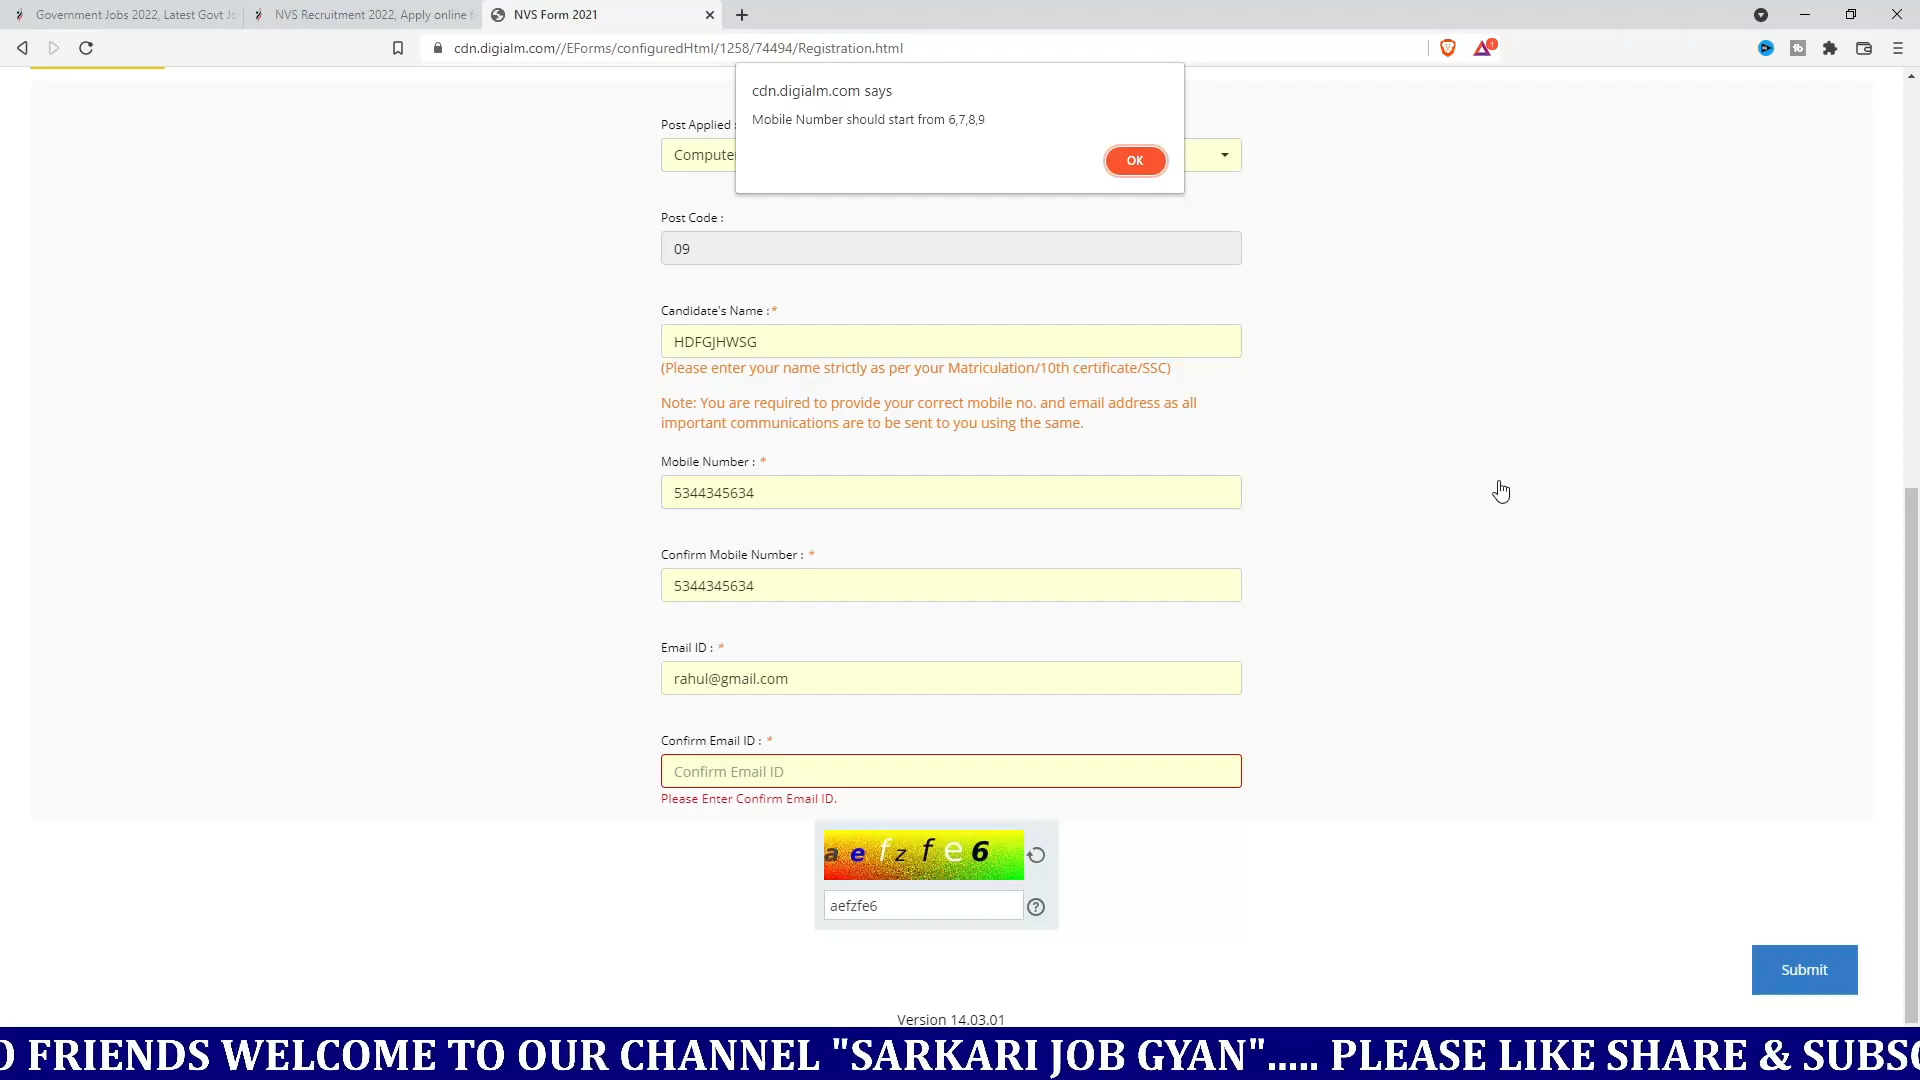 Government Jobs 2022, Latest Govt Jo
NVS Recruitment 2022, Apply online f
NVS Form 2021
cdn.digialm.com//EForms/configuredHtml/1258/74494/Registration.html
1
cdn.digialm.com says
Mobile Number should start from 6,7,8,9
OK
Post Applied :
Compute
Post Code :
09
Candidate's Name :*
HDFGJHWSG
(Please enter your name strictly as per your Matriculation/10th certificate/SSC)
Note: You are required to provide your correct mobile no. and email address as all
important communications are to be sent to you using the same.
Mobile Number : *
5344345634
Confirm Mobile Number : *
5344345634
Email ID : *
rahul@gmail.com
Confirm Email ID : *
Confirm Email ID
Please Enter Confirm Email ID.
aefzfe6
aefzfe6
Submit
Version 14.03.01
O FRIENDS WELCOME TO OUR CHANNEL "SARKARI JOB GYAN"..... PLEASE LIKE SHARE & SUBSC